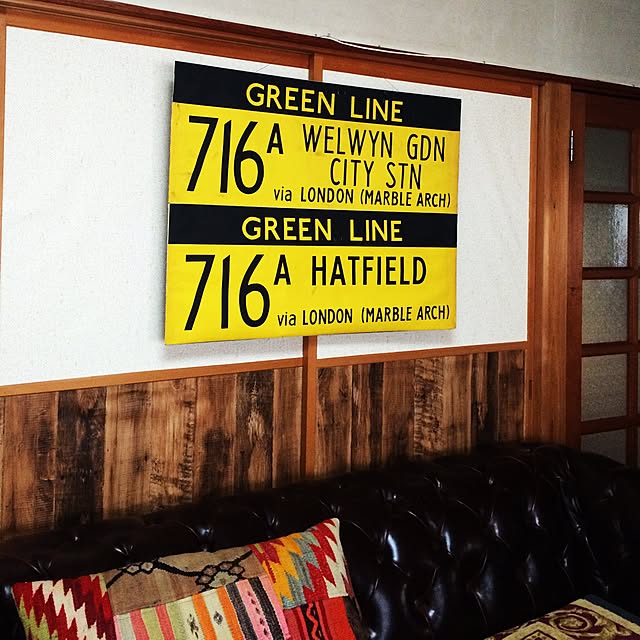 GREEN LINE
716A WELWYN GDN
CITY STN
via LONDON (MARBLE ARCH)
GREEN LINE
716A HATFIELD
via LONDON (MARBLE ARCH)